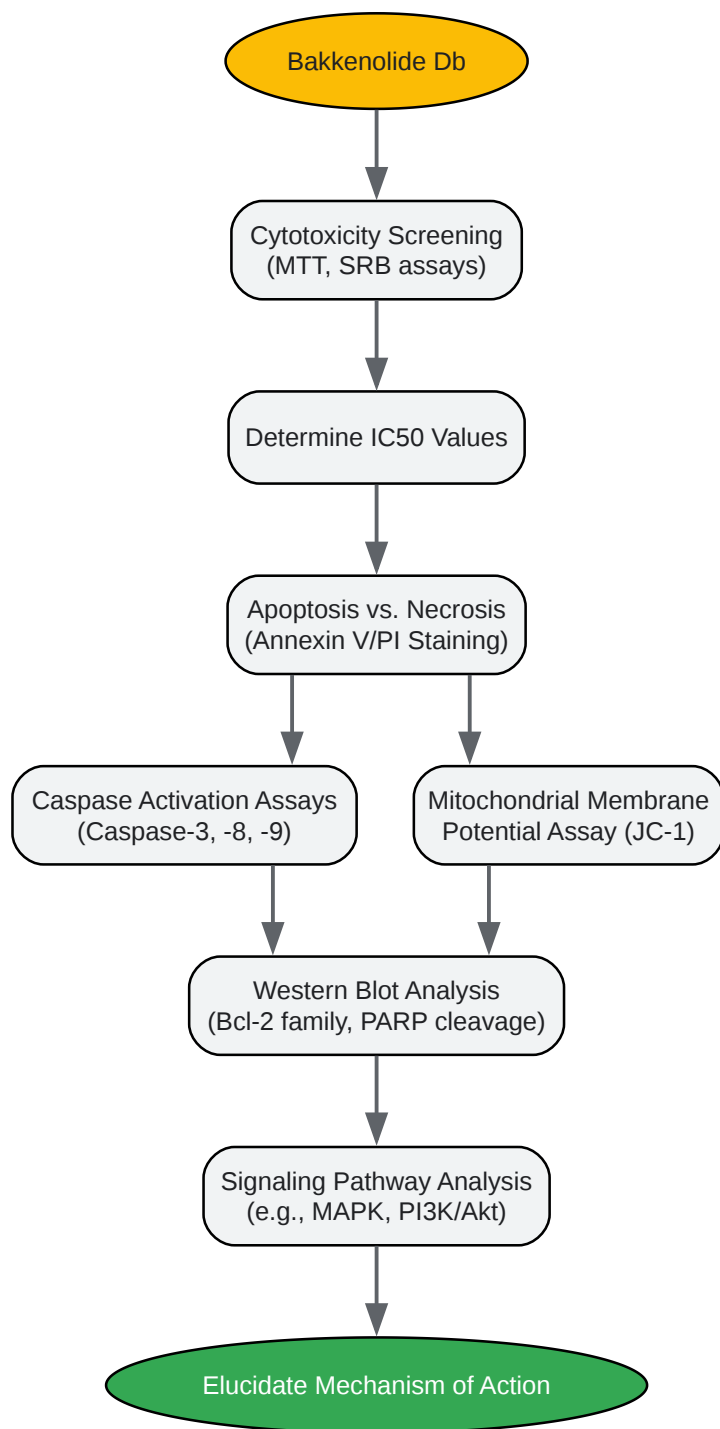 Bakkenolide Db
Cytotoxicity Screening
(MTT, SRB assays)
Determine IC50 Values
Apoptosis vs. Necrosis
(Annexin V/PI Staining)
Caspase Activation Assays
(Caspase-3, -8, -9)
Mitochondrial Membrane
Potential Assay (JC-1)
Western Blot Analysis
(Bcl-2 family, PARP cleavage)
Signaling Pathway Analysis
(e.g., MAPK, PI3K/Akt)
Elucidate Mechanism of Action